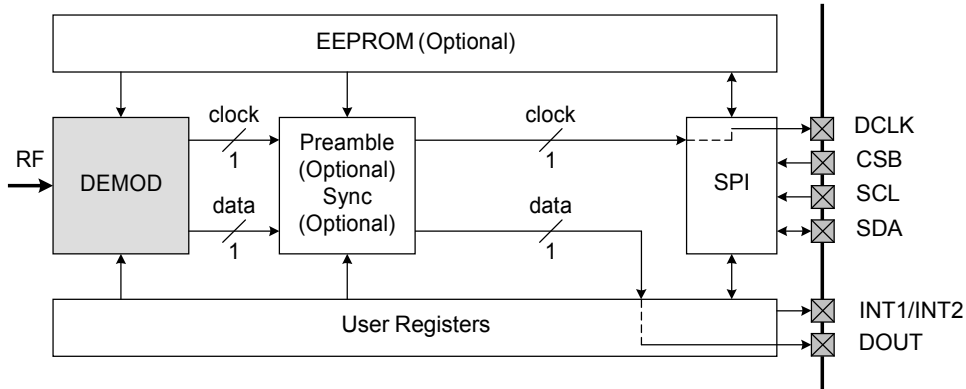 EEPROM (Optional)
RF
DEMOD
clock
1
data
1
Preamble
(Optional)
Sync
(Optional)
clock
1
data
1
SPI
DCLK
CSB
SCL
SDA
User Registers
INT1/INT2
DOUT